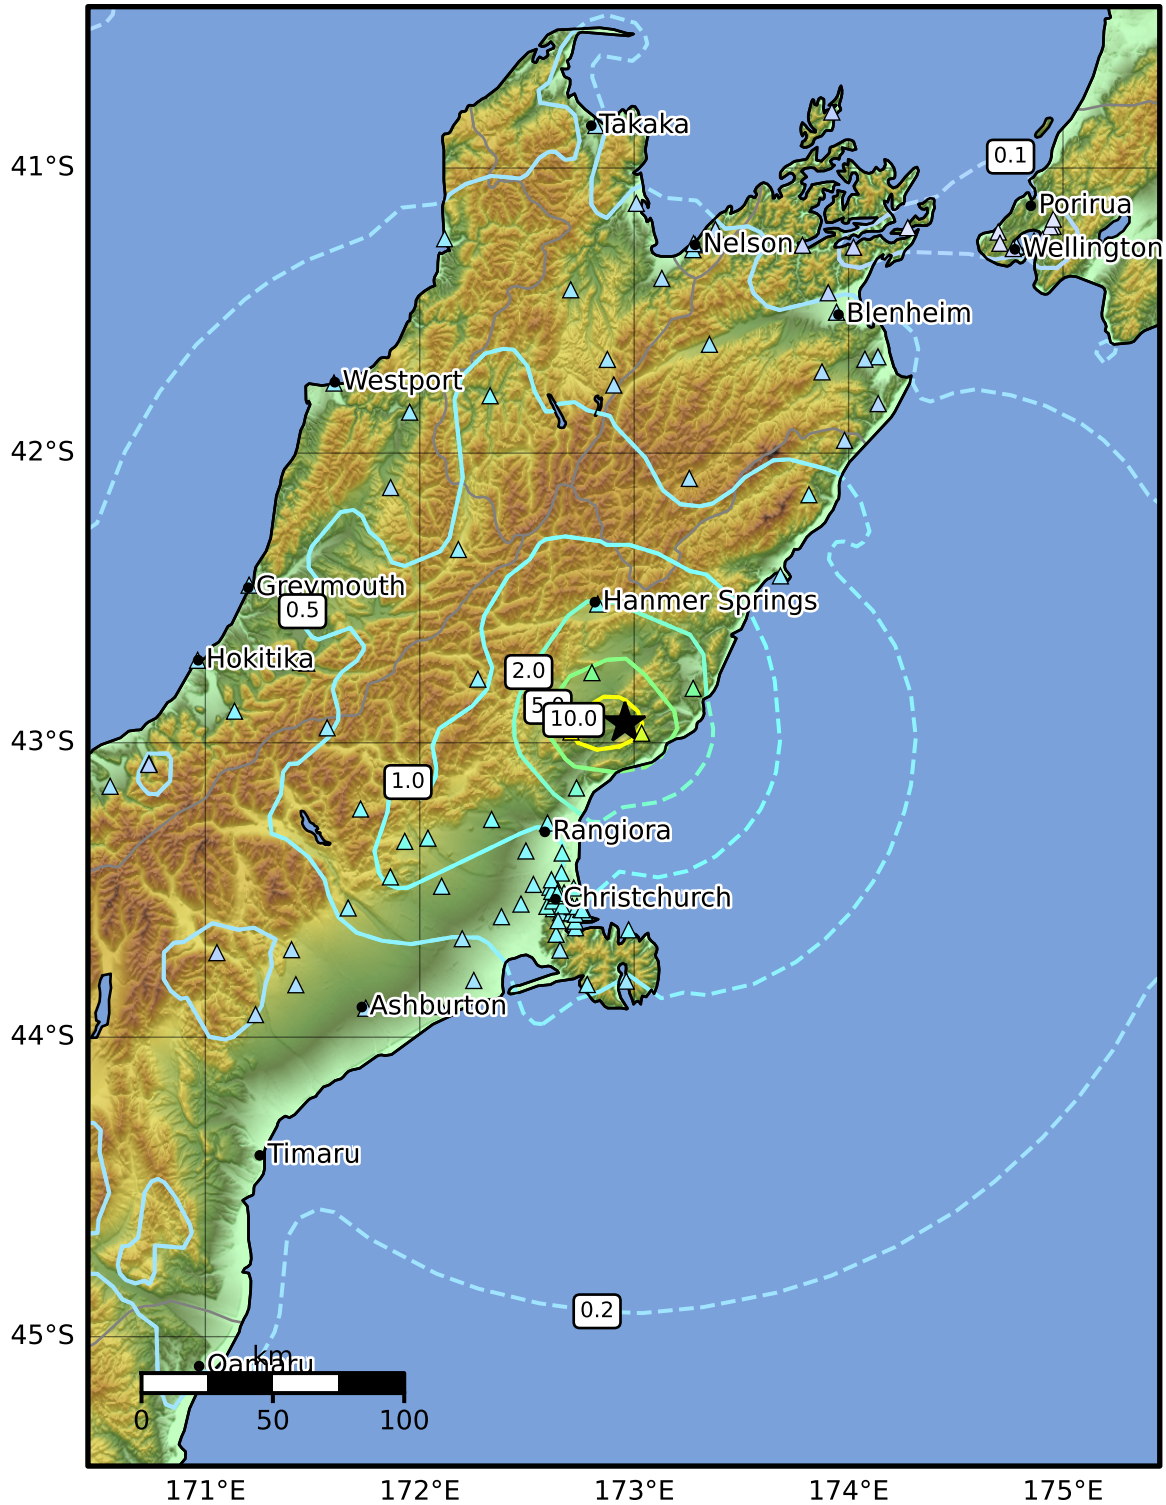 Takaka
41°S
0.1
Porirua
Nelson
Wellington
Blenheim
Westport
42°S
Greymouth
0.5
Hanmer Springs
Hokitika
2.0
10.0
43°S
1.0
Rangiora
Christchurch
Ashburton
44°S
Timaru
0.2
45°S
km
Oamaru
0 50 100
171°E 172°E 173°E 174°E 175°E